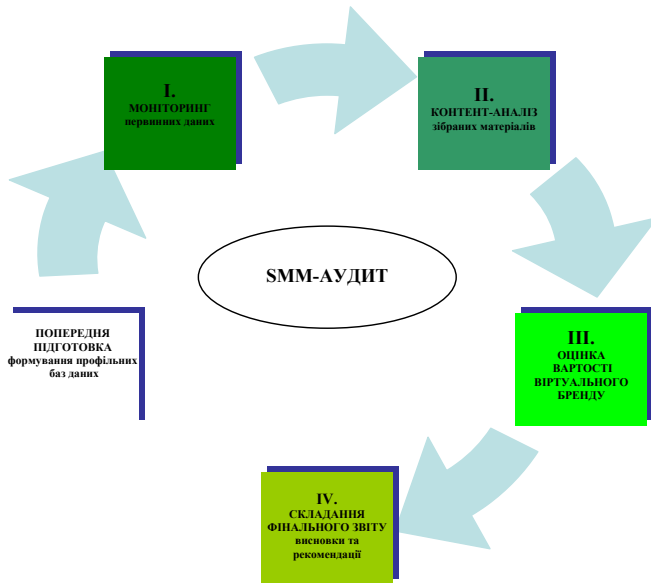 I.
МОНІТОРИНГ
первинних даних
II.
КОНТЕНТ-АНАЛІЗ
зібраних матеріалів
SMM-АУДИТ
ПОПЕРЕДНЯ
ПІДГОТОВКА
формування профільних
баз даних
III.
ОЦІНКА
ВАРТОСТІ
ВІРТУАЛЬНОГО
БРЕНДУ
IV.
СКЛАДАННЯ
ФІНАЛЬНОГО ЗВІТУ
висновки та
рекомендації